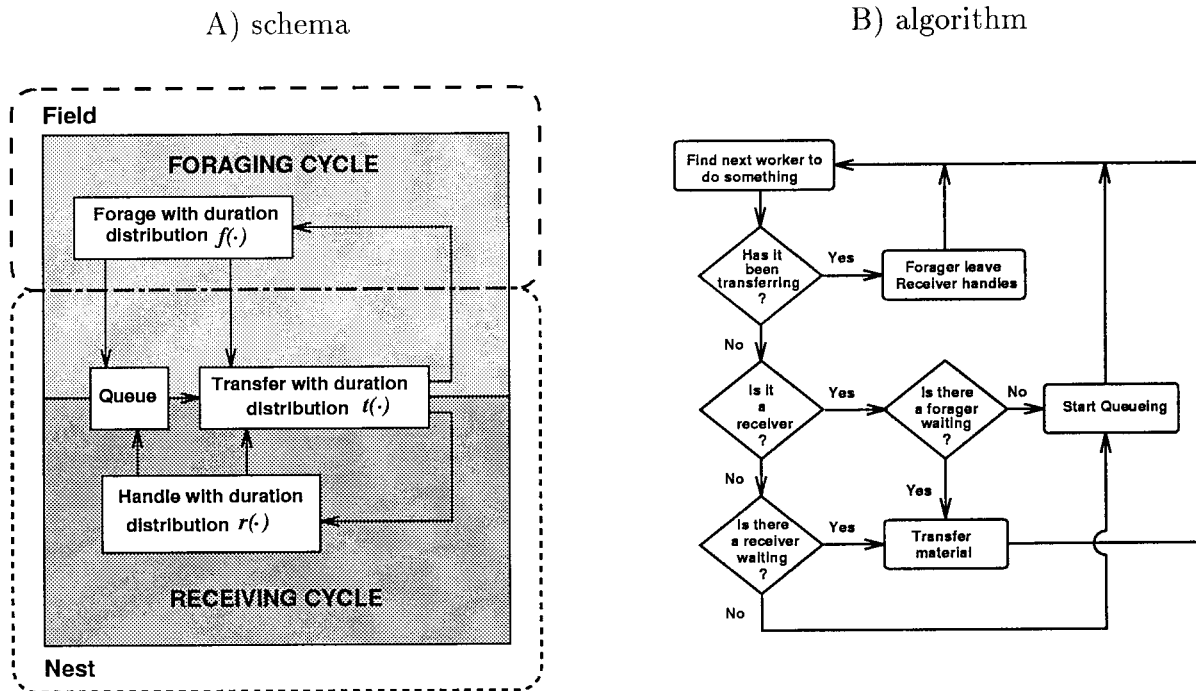 A) schema
Field
FORAGING CYCLE
Forage with duration
distribution f(·)
Queue
Transfer with duration
distribution t(·)
Handle with duration
distribution r(·)
RECEIVING CYCLE
Nest
B) algorithm
Find next worker to
do something
Has it
been
transferring
?
Yes
Forager leave
Receiver handles
No
Is it
a
receiver
?
Yes
Is there
a forager
waiting
?
No
Start Queueing
No
Yes
Is there
a receiver
waiting
?
Yes
Transfer
material
No